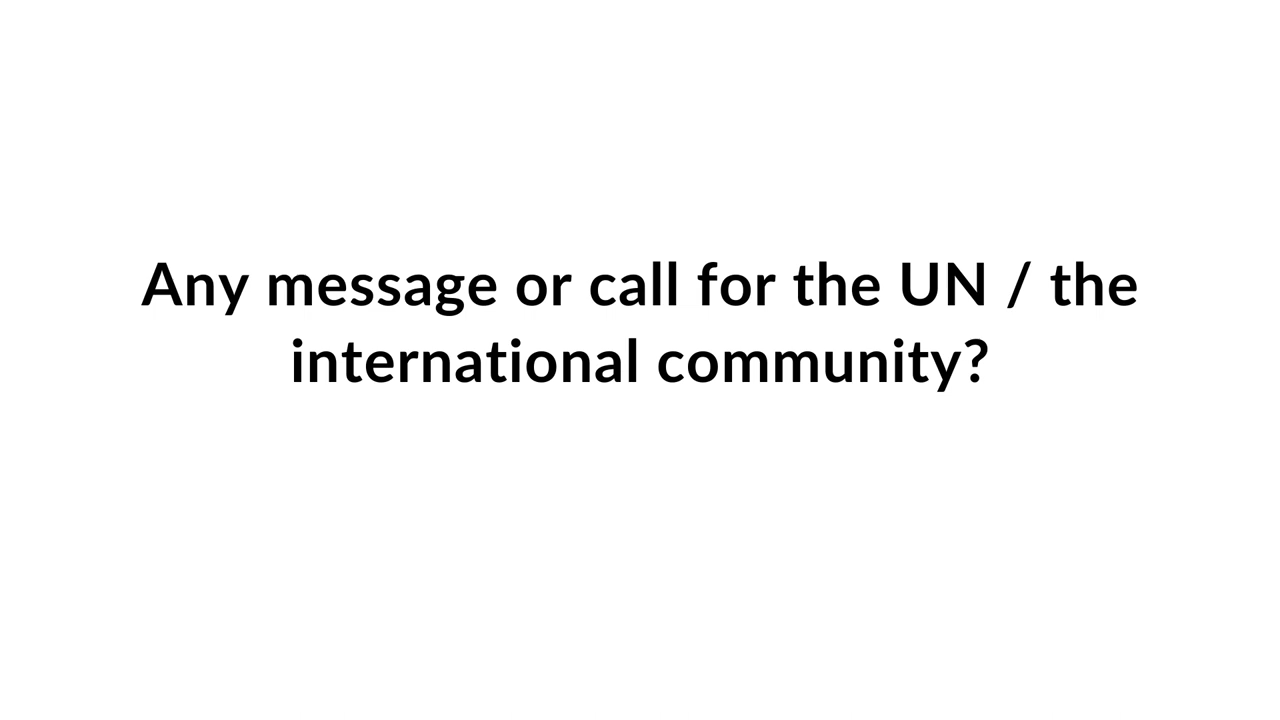 Any message or call for the UN / the
international community?